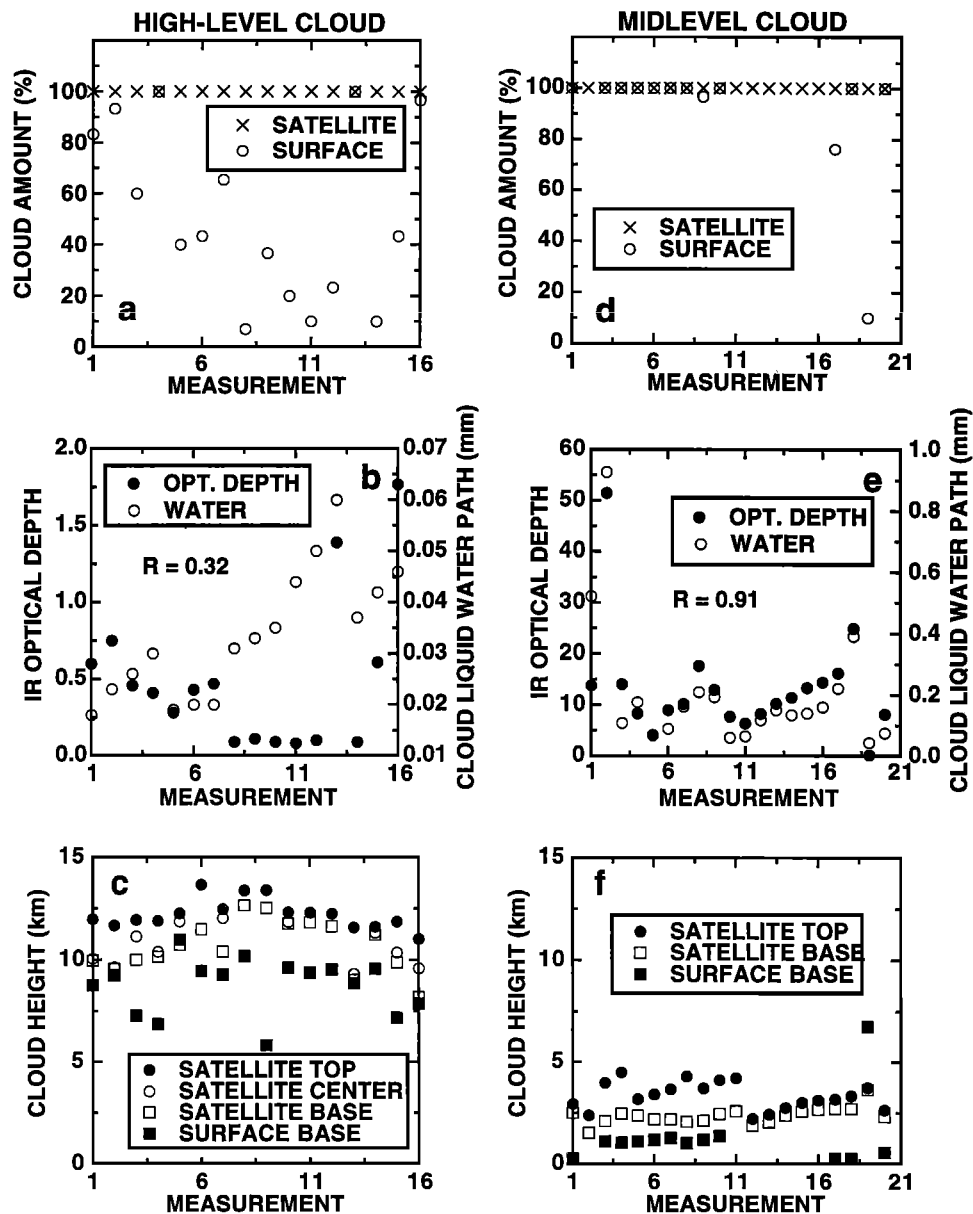 HIGH-LEVEL CLOUD
CLOUD AMOUNT (%)
100
80
60
40
20
0
SATELLITE
SURFACE
a
1
6
11
16
MEASUREMENT
MIDLEVEL CLOUD
CLOUD AMOUNT (%)
100
80
60
40
20
0
SATELLITE
SURFACE
d
1
6
11
16
21
MEASUREMENT
IR OPTICAL DEPTH
2.0
1.5
1.0
0.5
0.0
OPT. DEPTH
WATER
b
R = 0.32
0.07
0.06
0.05
0.04
0.03
0.02
0.01
CLOUD LIQUID WATER PATH (mm)
1
6
11
16
MEASUREMENT
IR OPTICAL DEPTH
60
50
40
30
20
10
0
e
OPT. DEPTH
WATER
R = 0.91
1.0
0.8
0.6
0.4
0.2
0.0
CLOUD LIQUID WATER PATH (mm)
1
6
11
16
21
MEASUREMENT
CLOUD HEIGHT (km)
15
10
5
0
c
SATELLITE TOP
SATELLITE CENTER
SATELLITE BASE
SURFACE BASE
1
6
11
16
MEASUREMENT
CLOUD HEIGHT (km)
15
10
5
0
f
SATELLITE TOP
SATELLITE BASE
SURFACE BASE
1
6
11
16
21
MEASUREMENT